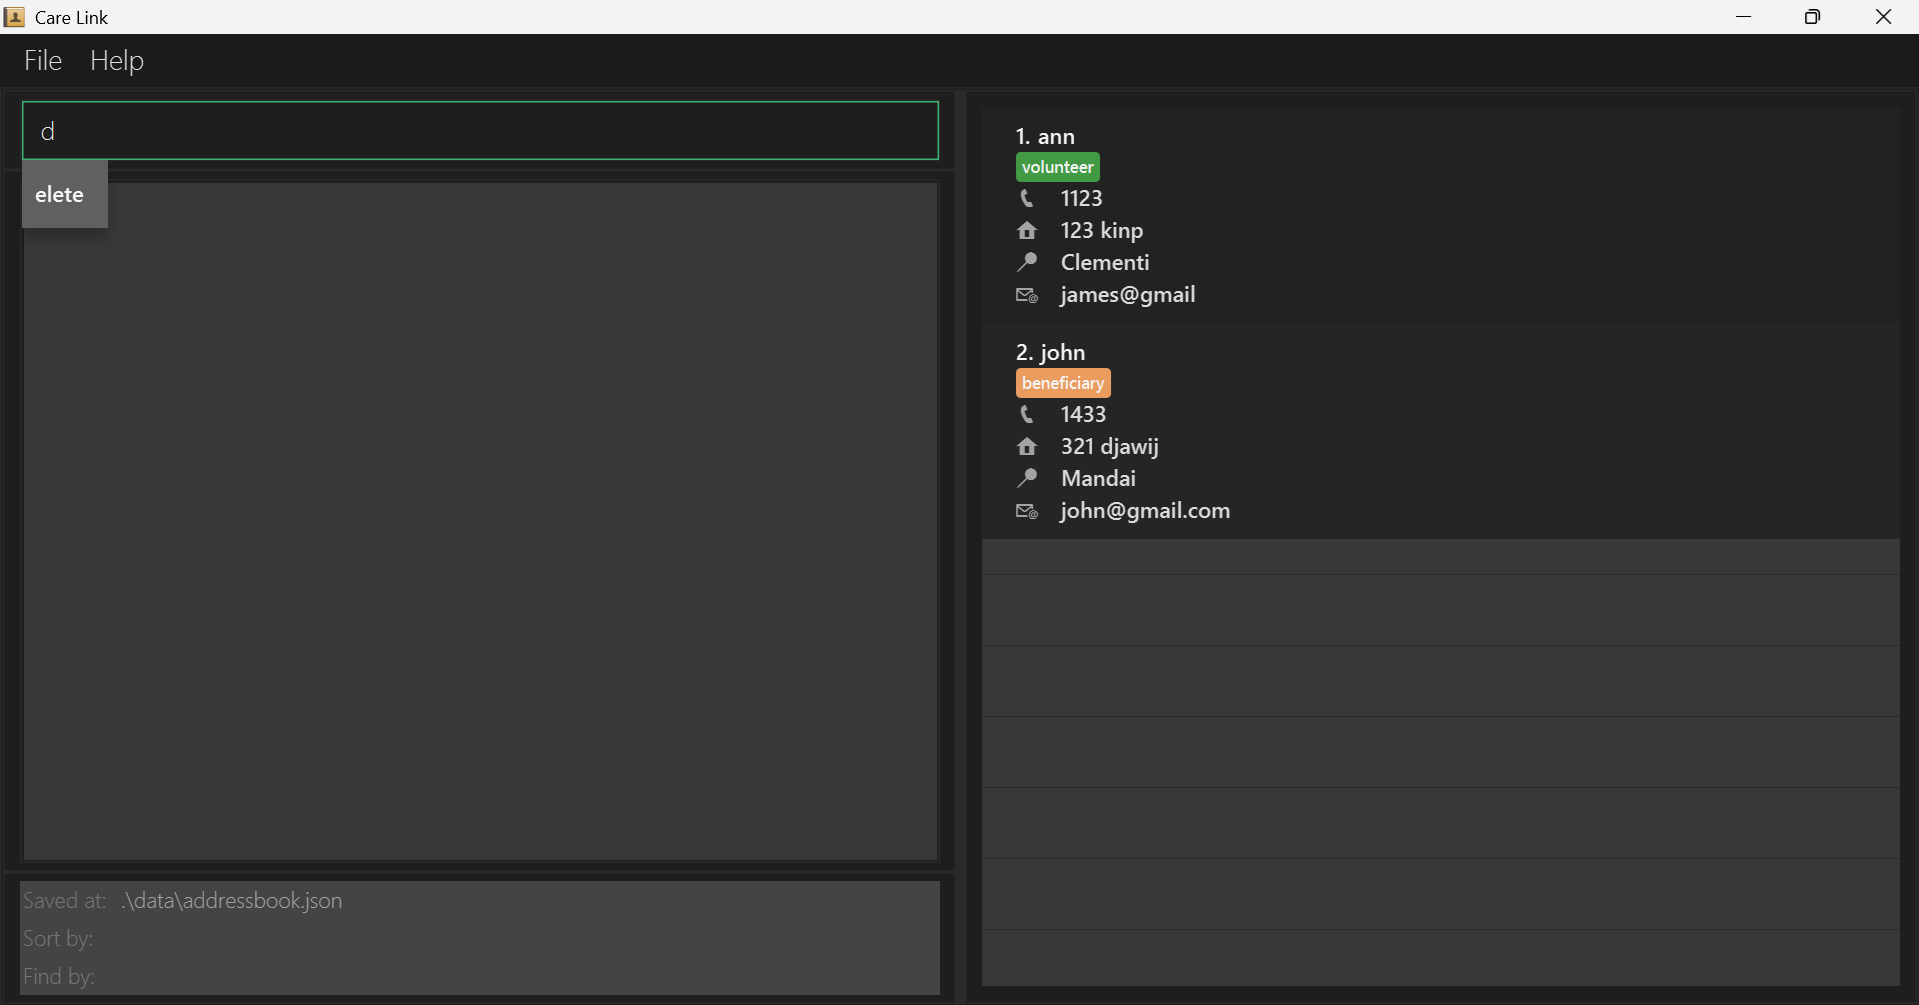 Care Link
File Help
d
elete
1. ann
volunteer
1123
123 kinp
Clementi
james@gmail
2. john
beneficiary
1433
321 djawij
Mandai
john@gmail.com
Saved at: .\data\addressbook.json
Sort by:
Find by: